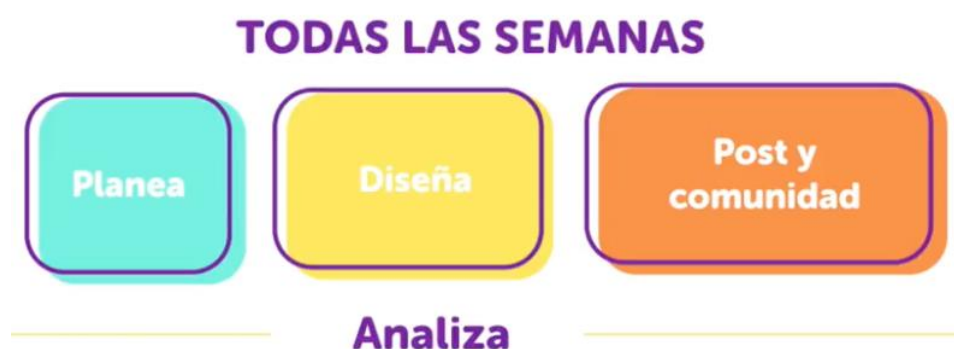 TODAS LAS SEMANAS
Planea
Diseña
Post y
comunidad
Analiza